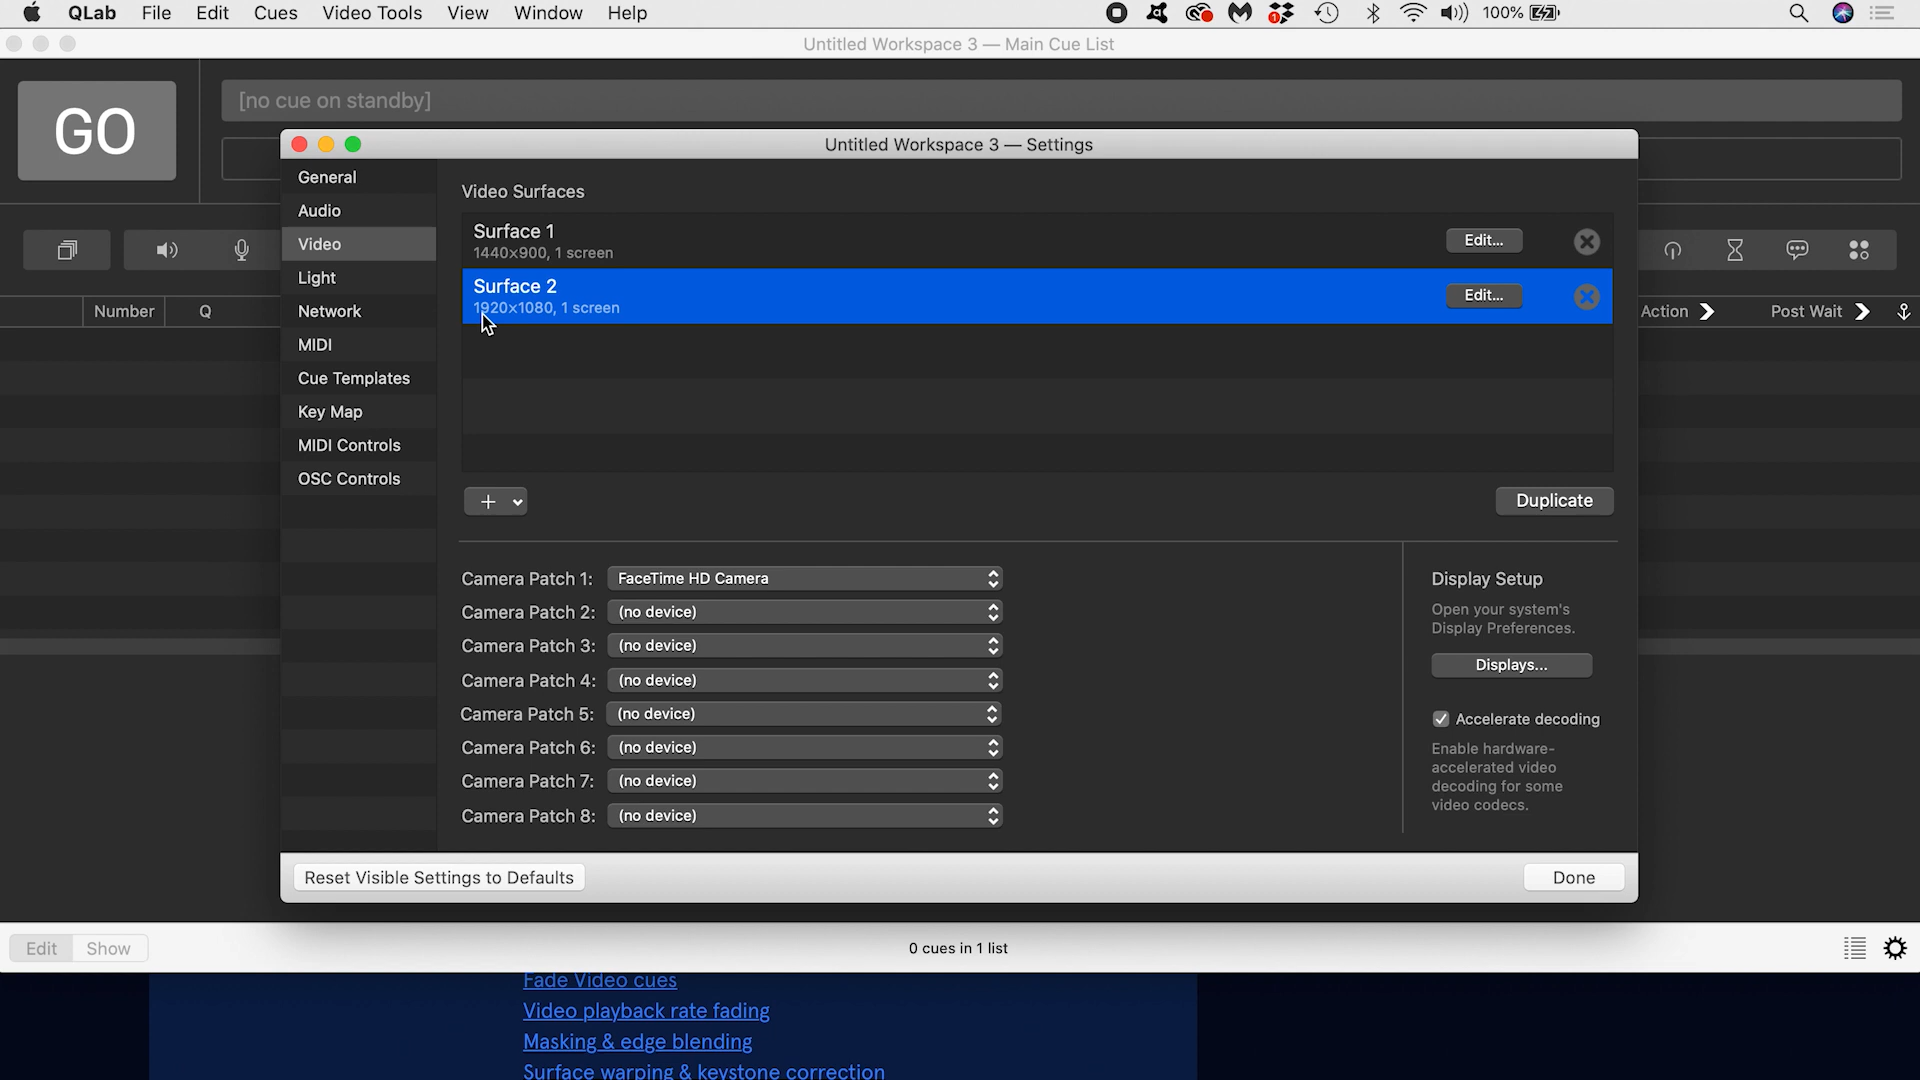 QLab File Edit Cues Video Tools View Window Help 100%
Untitled Workspace 3 — Main Cue List
GO
[no cue on standby]
Untitled Workspace 3 — Settings
General
Audio
Video
Light
Network
MIDI
Cue Templates
Key Map
MIDI Controls
OSC Controls
Video Surfaces
Surface 1
1440×900, 1 screen
Edit...
Surface 2
1920×1080, 1 screen
Edit...
Number Q
Action Post Wait
Duplicate
Camera Patch 1: FaceTime HD Camera
Camera Patch 2: (no device)
Camera Patch 3: (no device)
Camera Patch 4: (no device)
Camera Patch 5: (no device)
Camera Patch 6: (no device)
Camera Patch 7: (no device)
Camera Patch 8: (no device)
Display Setup
Open your system's
Display Preferences.
Displays...
Accelerate decoding
Enable hardware-
accelerated video
decoding for some
video codecs.
Reset Visible Settings to Defaults
Done
Edit Show
0 cues in 1 list
Fade Video cues
Video playback rate fading
Masking & edge blending
Surface warping & keystone correction